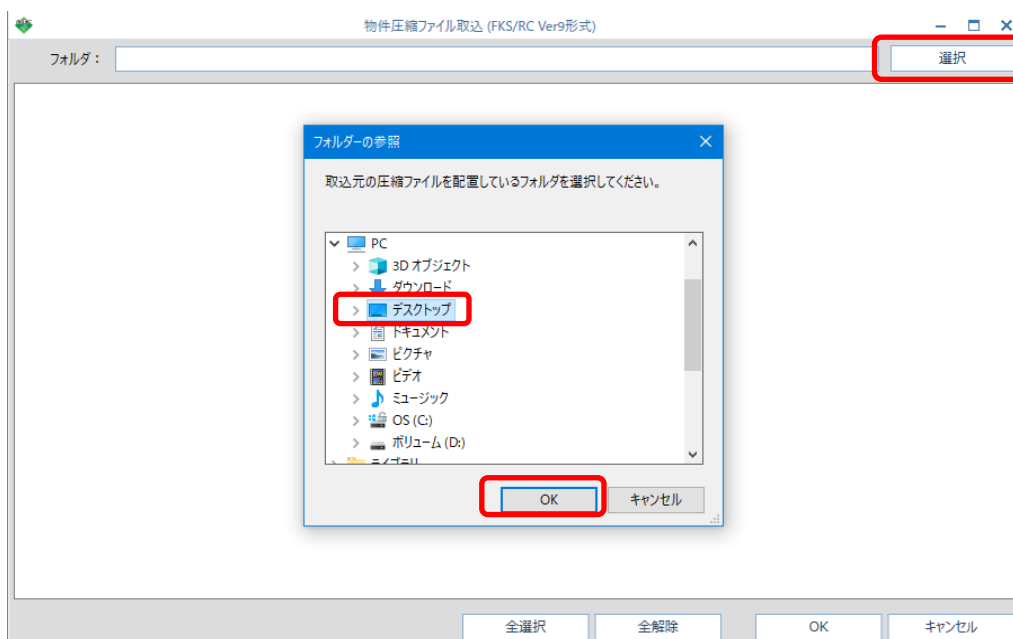 物件圧縮ファイル取込 (FKS/RC Ver9形式)
フォルダ： 選択
フォルダーの参照
取込元の圧縮ファイルを配置しているフォルダを選択してください。
PC
3D オブジェクト
ダウンロード
デスクトップ
ドキュメント
ピクチャ
ビデオ
ミュージック
OS (C:)
ボリューム (D:)
ライブラリ
OK キャンセル
全選択 全解除 OK キャンセル